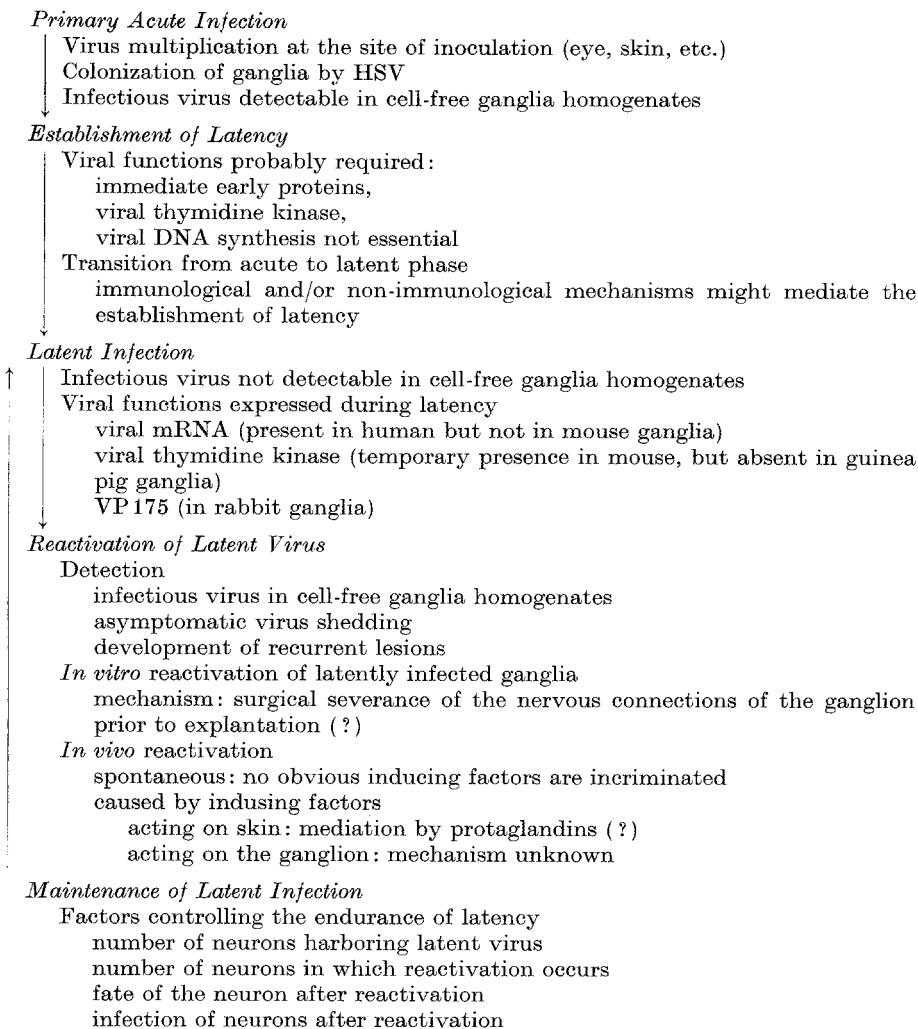 Primary Acute Infection
Virus multiplication at the site of inoculation (eye, skin, etc.)
Colonization of ganglia by HSV
Infectious virus detectable in cell-free ganglia homogenates
Establishment of Latency
Viral functions probably required:
immediate early proteins,
viral thymidine kinase,
viral DNA synthesis not essential
Transition from acute to latent phase
immunological and/or non-immunological mechanisms might mediate the
establishment of latency
Latent Infection
Infectious virus not detectable in cell-free ganglia homogenates
Viral functions expressed during latency
viral mRNA (present in human but not in mouse ganglia)
viral thymidine kinase (temporary presence in mouse, but absent in guinea
pig ganglia)
VP 175 (in rabbit ganglia)
Reactivation of Latent Virus
Detection
infectious virus in cell-free ganglia homogenates
asymptomatic virus shedding
development of recurrent lesions
In vitro reactivation of latently infected ganglia
mechanism: surgical severance of the nervous connections of the ganglion
prior to explantation (?)
In vivo reactivation
spontaneous: no obvious inducing factors are incriminated
caused by indusing factors
acting on skin: mediation by protaglandins (?)
acting on the ganglion: mechanism unknown
Maintenance of Latent Infection
Factors controlling the endurance of latency
number of neurons harboring latent virus
number of neurons in which reactivation occurs
fate of the neuron after reactivation
infection of neurons after reactivation